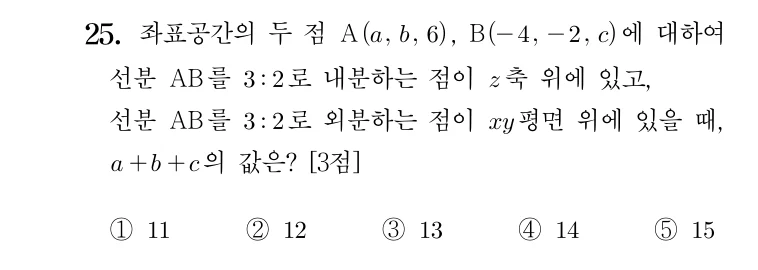 25. 좌표공간의 두 점 A(a, b, 6), B(−4, −2, c)에 대하여
선분 AB를 3:2로 내분하는 점이 z축 위에 있고,
선분 AB를 3:2로 외분하는 점이 xy평면 위에 있을 때,
a+b+c의 값은? [3점]
① 11 ② 12 ③ 13 ④ 14 ⑤ 15